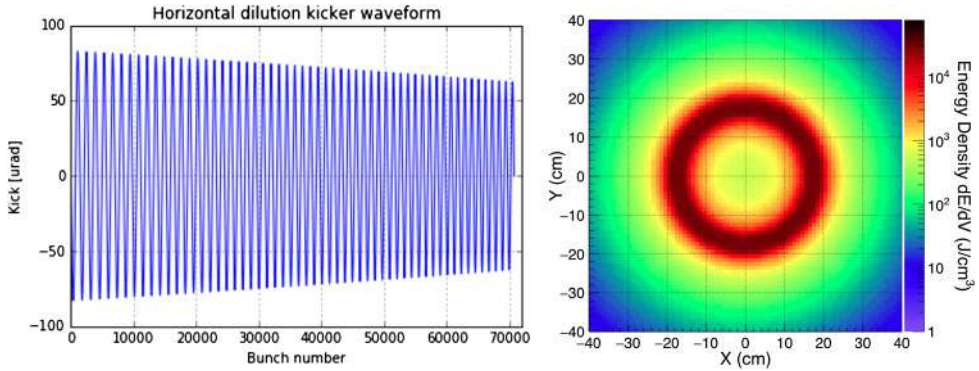 Horizontal dilution kicker waveform
100
50
0
−50
−100
Kick [urad]
0 10000 20000 30000 40000 50000 60000 70000
Bunch number
40
30
20
10
0
−10
−20
−30
−40
Y (cm)
−40 −30 −20 −10 0 10 20 30 40
X (cm)
10⁴
10³
10²
10
1
Energy Density dE/dV (J/cm³)